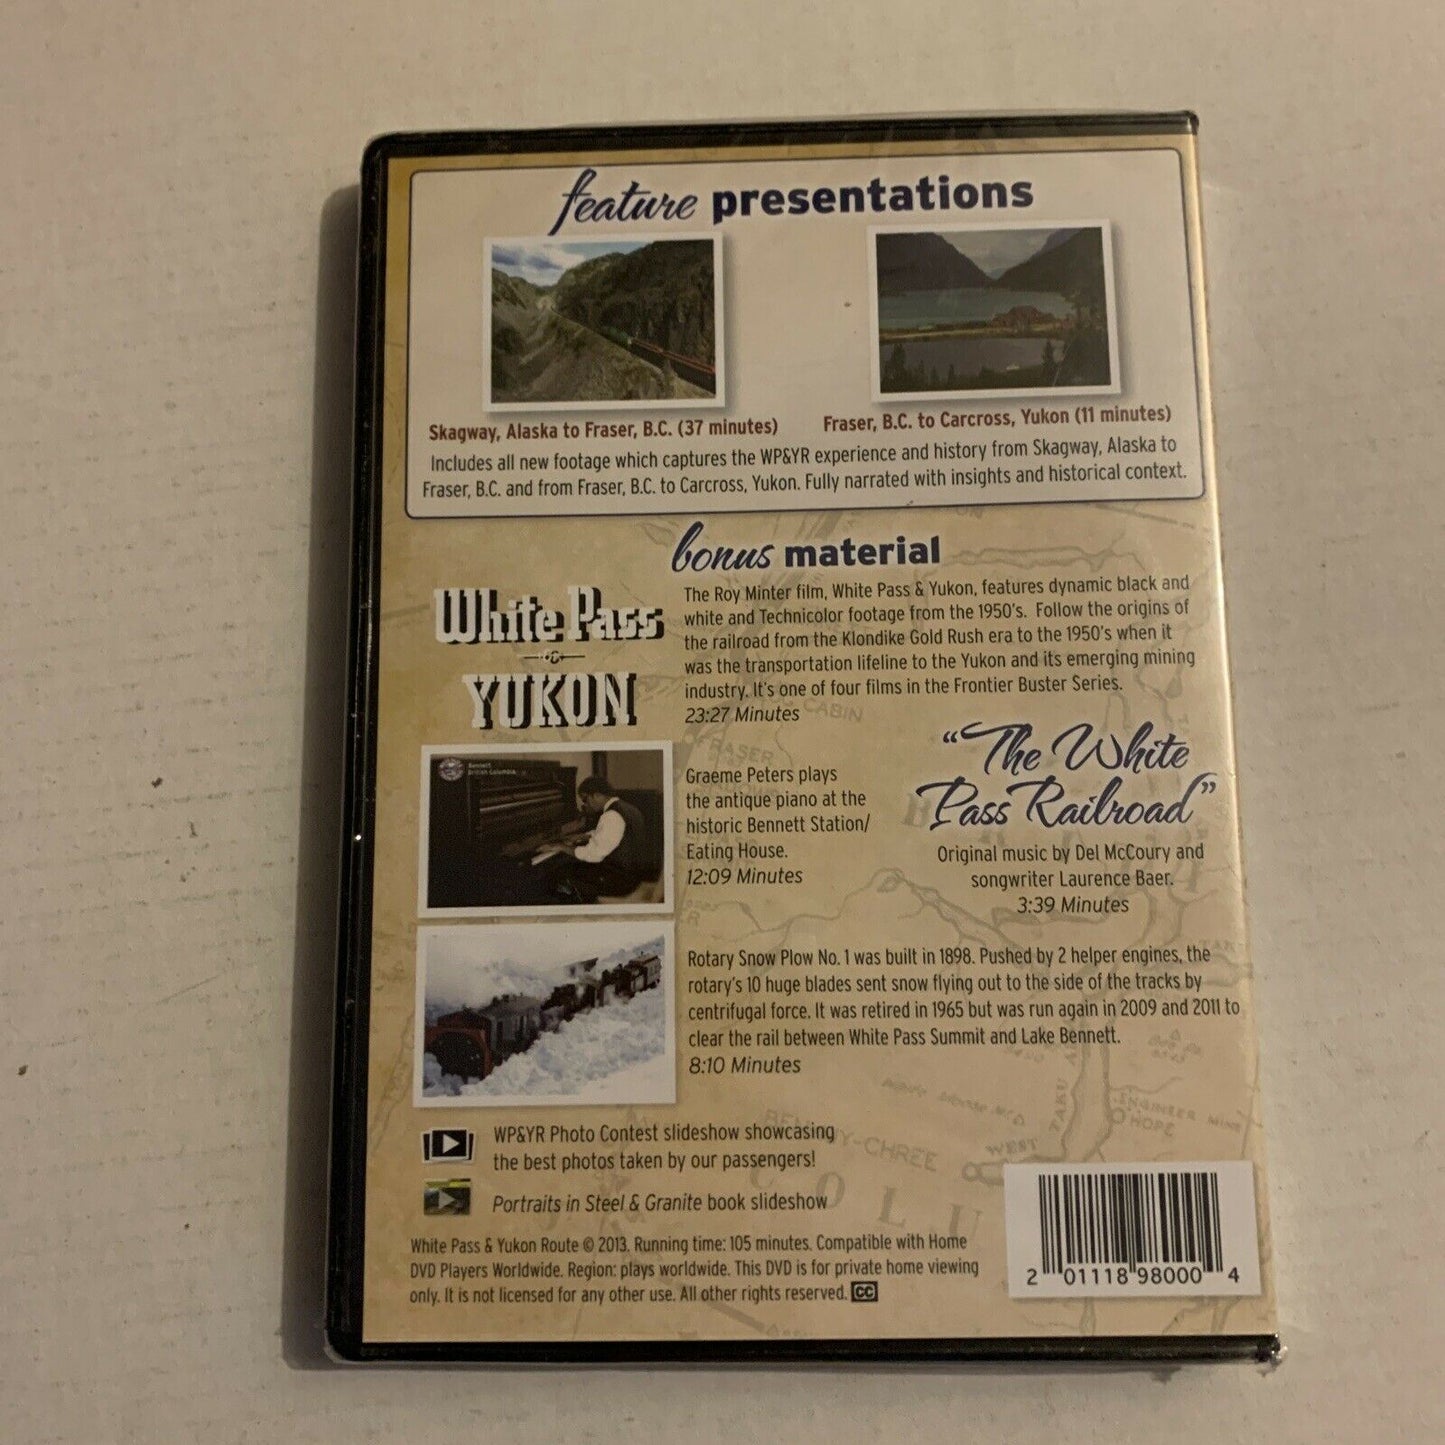 feature presentations
Skagway, Alaska to Fraser, B.C. (37 minutes)
Fraser, B.C. to Carcross, Yukon (11 minutes)
Includes all new footage which captures the WP&YR experience and history from Skagway, Alaska to
Fraser, B.C. and from Fraser, B.C. to Carcross, Yukon. Fully narrated with insights and historical context.
bonus material
White Pass
&
YUKON
The Roy Minter film, White Pass & Yukon, features dynamic black and
white and Technicolor footage from the 1950's. Follow the origins of
the railroad from the Klondike Gold Rush era to the 1950's when it
was the transportation lifeline to the Yukon and its emerging mining
industry. It's one of four films in the Frontier Buster Series.
23:27 Minutes
CABIN
FRASER
Bennett
British Columbia
Graeme Peters plays
the antique piano at the
historic Bennett Station/
Eating House.
12:09 Minutes
"The White
Pass Railroad"
Original music by Del McCoury and
songwriter Laurence Baer.
3:39 Minutes
Rotary Snow Plow No. 1 was built in 1898. Pushed by 2 helper engines, the
rotary's 10 huge blades sent snow flying out to the side of the tracks by
centrifugal force. It was retired in 1965 but was run again in 2009 and 2011 to
clear the rail between White Pass Summit and Lake Bennett.
8:10 Minutes
ENGINEER MINE
HOPE
WEST TAKU
COLU
WP&YR Photo Contest slideshow showcasing
the best photos taken by our passengers!
Portraits in Steel & Granite book slideshow
White Pass & Yukon Route © 2013. Running time: 105 minutes. Compatible with Home
DVD Players Worldwide. Region: plays worldwide. This DVD is for private home viewing
only. It is not licensed for any other use. All other rights reserved. CC
2 01118 98000 4